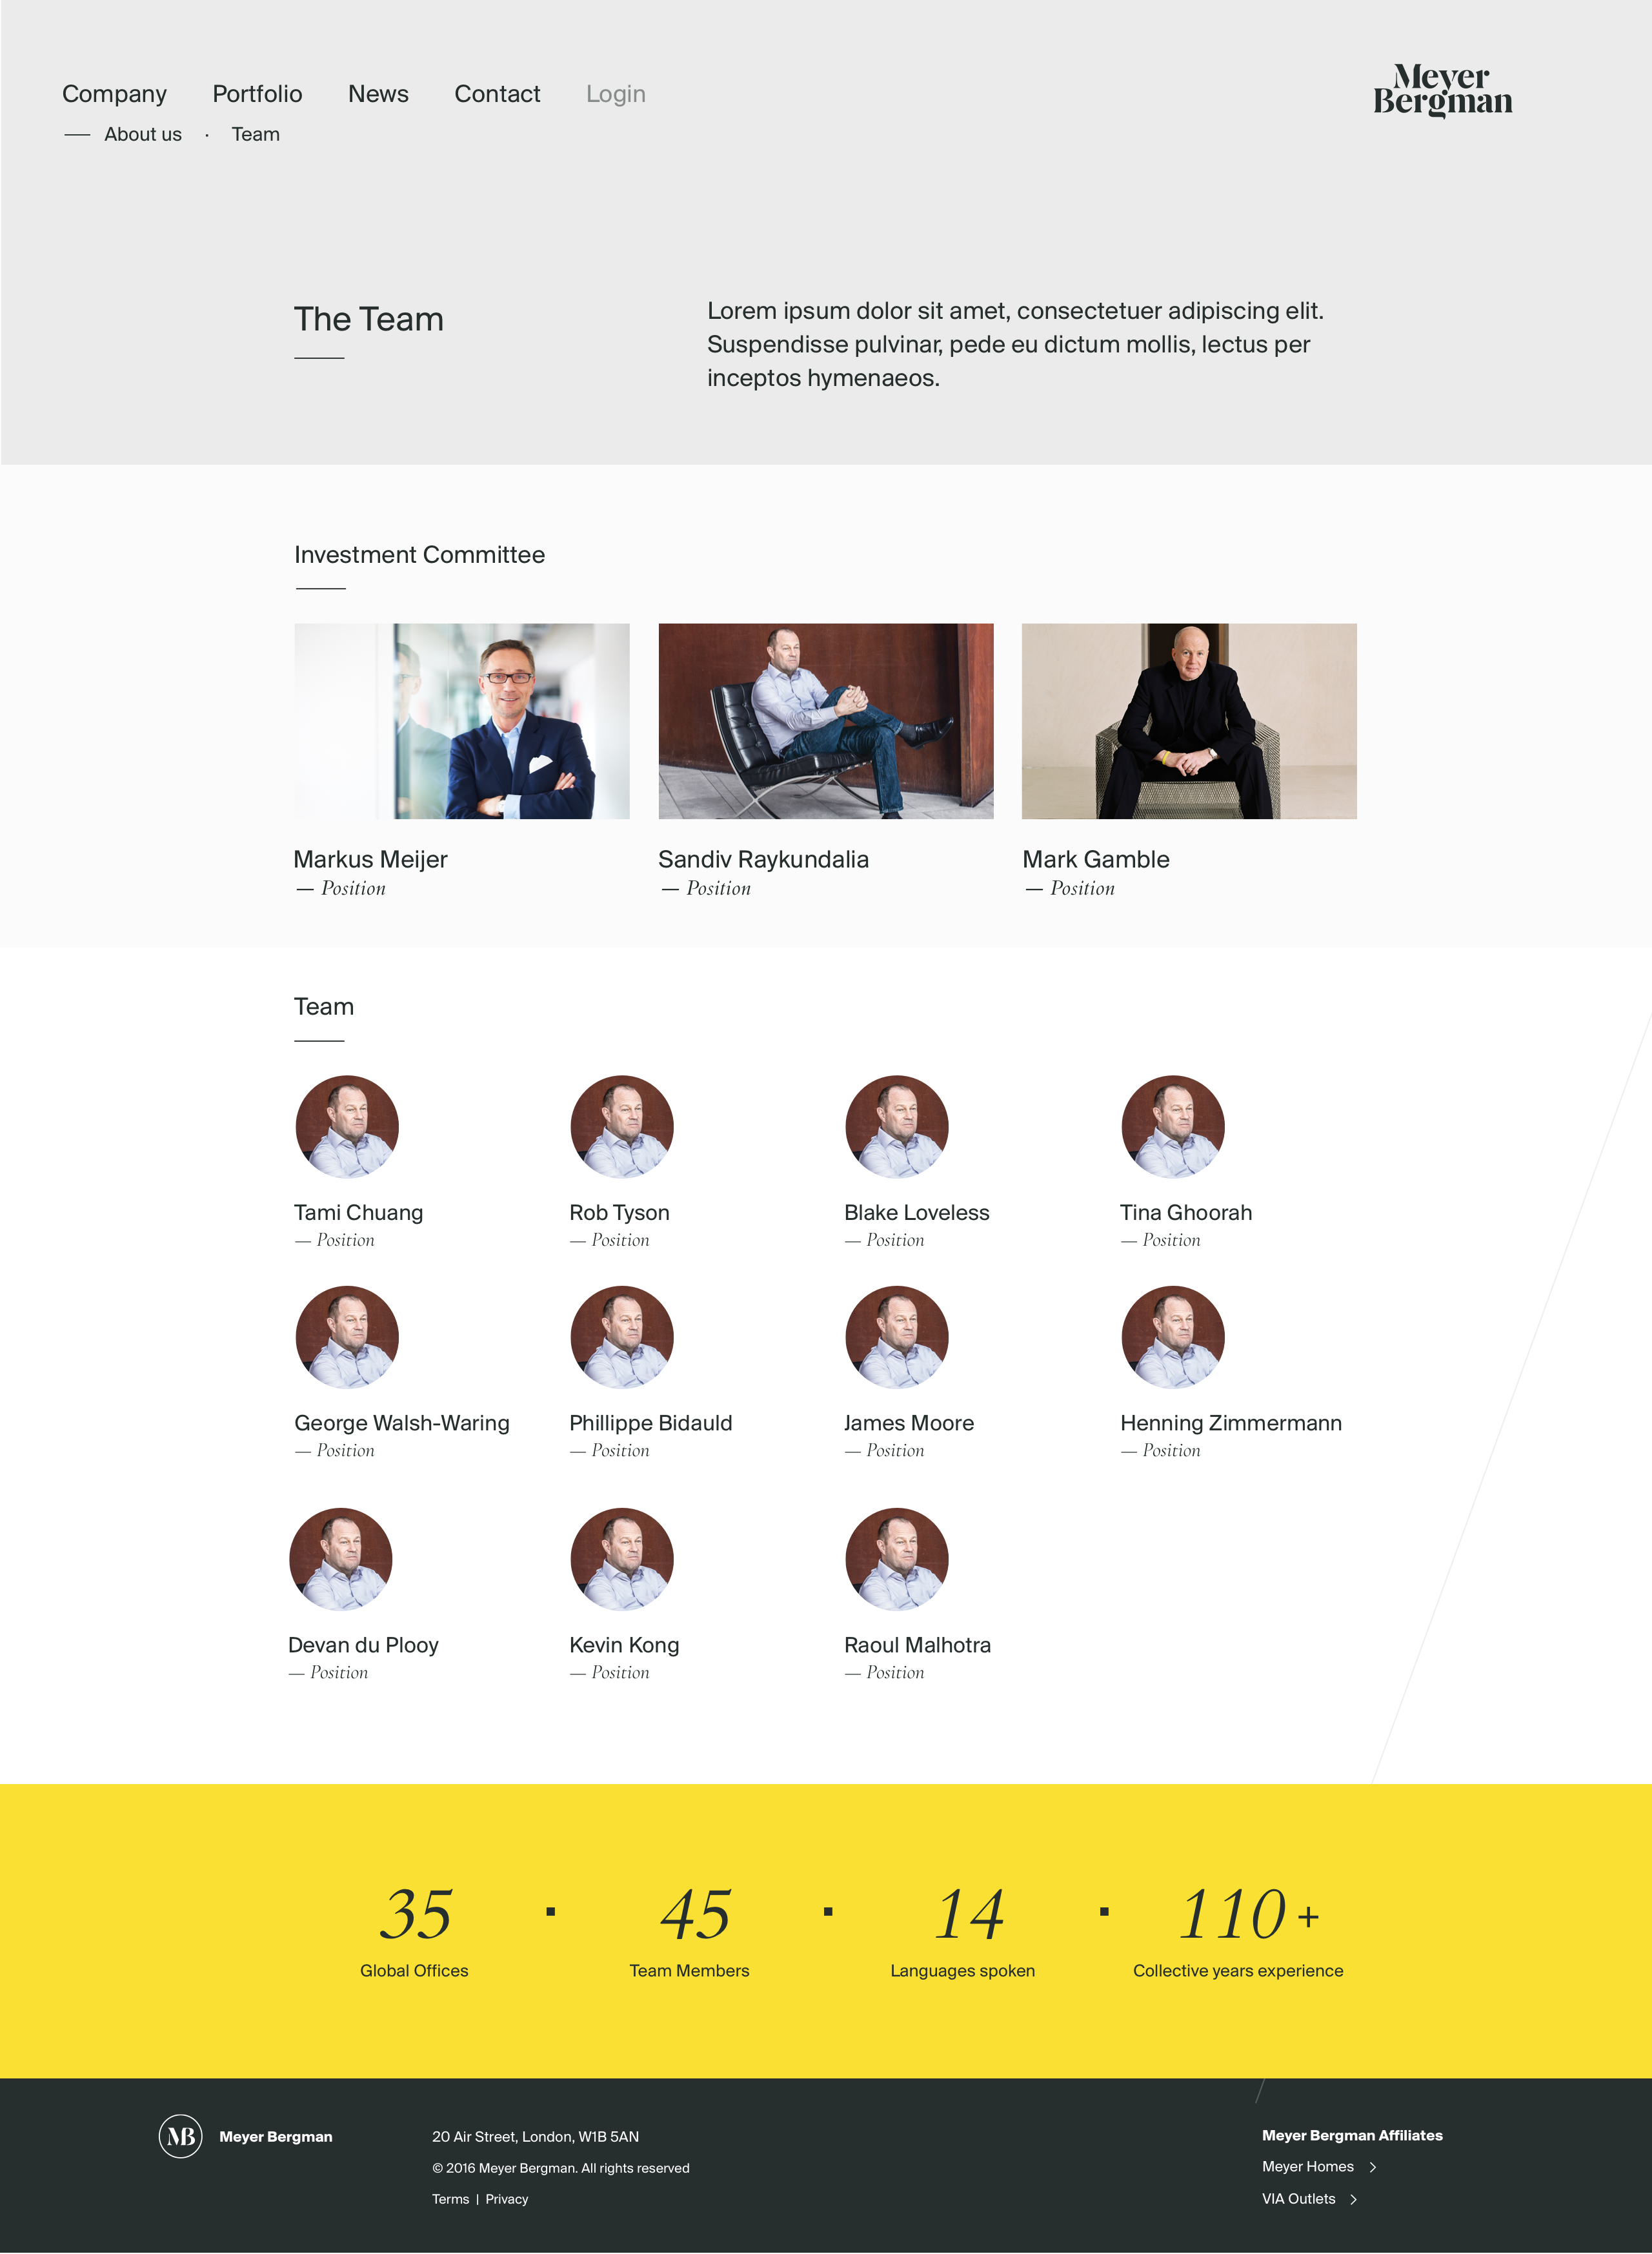 Company Portfolio News Contact Login
Meyer
Bergman
— About us · Team
The Team
Lorem ipsum dolor sit amet, consectetuer adipiscing elit.
Suspendisse pulvinar, pede eu dictum mollis, lectus per
inceptos hymenaeos.
Investment Committee
Markus Meijer
— Position
Sandiv Raykundalia
— Position
Mark Gamble
— Position
Team
Tami Chuang
— Position
Rob Tyson
— Position
Blake Loveless
— Position
Tina Ghoorah
— Position
George Walsh-Waring
— Position
Phillippe Bidauld
— Position
James Moore
— Position
Henning Zimmermann
— Position
Devan du Plooy
— Position
Kevin Kong
— Position
Raoul Malhotra
— Position
35 · 45 · 14 · 110 +
Global Offices Team Members Languages spoken Collective years experience
MB
Meyer Bergman
20 Air Street, London, W1B 5AN
© 2016 Meyer Bergman. All rights reserved
Terms | Privacy
Meyer Bergman Affiliates
Meyer Homes >
VIA Outlets >